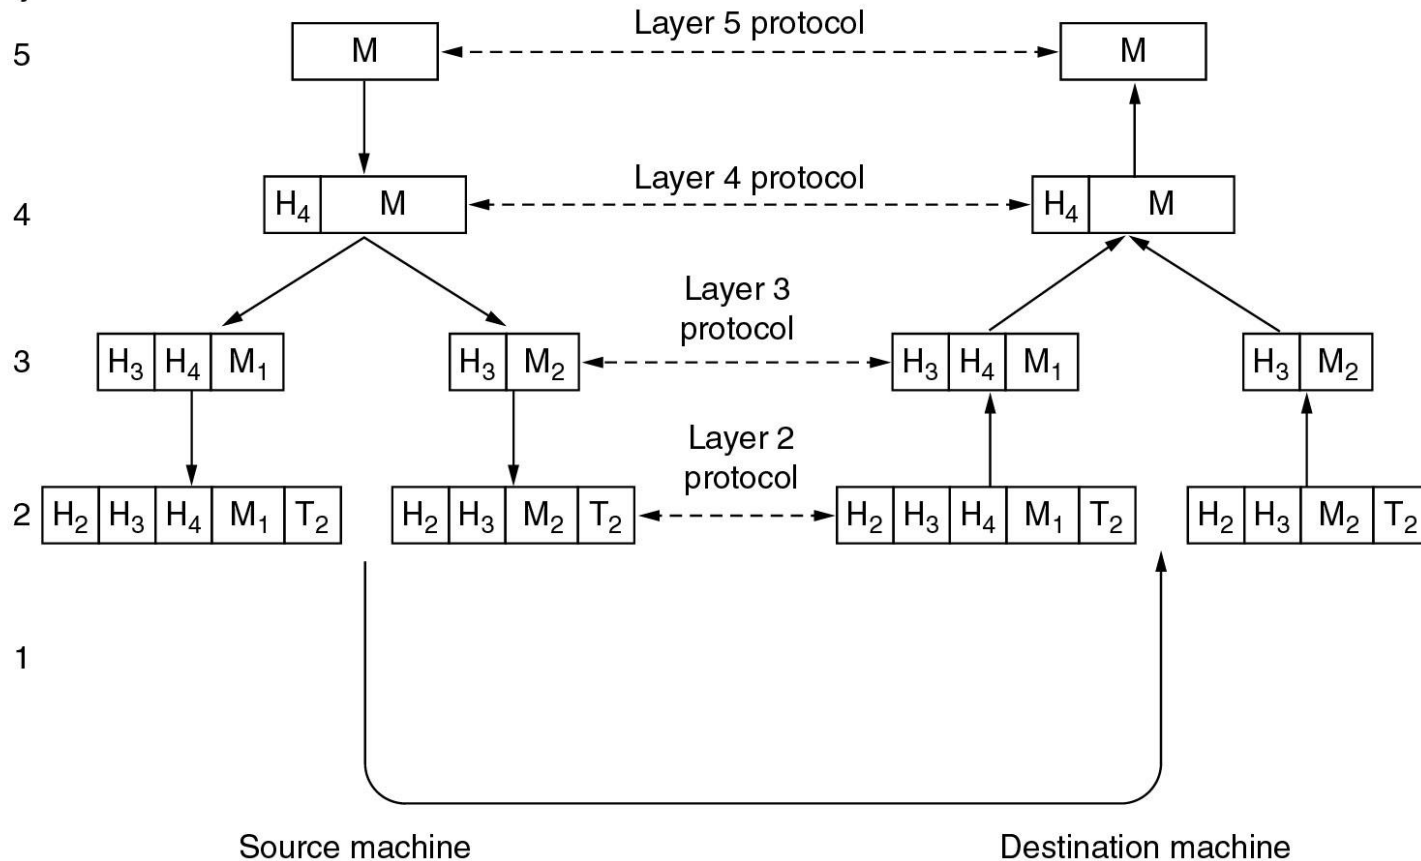 5
M
Layer 5 protocol
M
4
H₄ M
Layer 4 protocol
H₄ M
Layer 3
protocol
3
H₃ H₄ M₁
H₃ M₂
H₃ H₄ M₁
H₃ M₂
Layer 2
protocol
2
H₂ H₃ H₄ M₁ T₂
H₂ H₃ M₂ T₂
H₂ H₃ H₄ M₁ T₂
H₂ H₃ M₂ T₂
1
Source machine
Destination machine